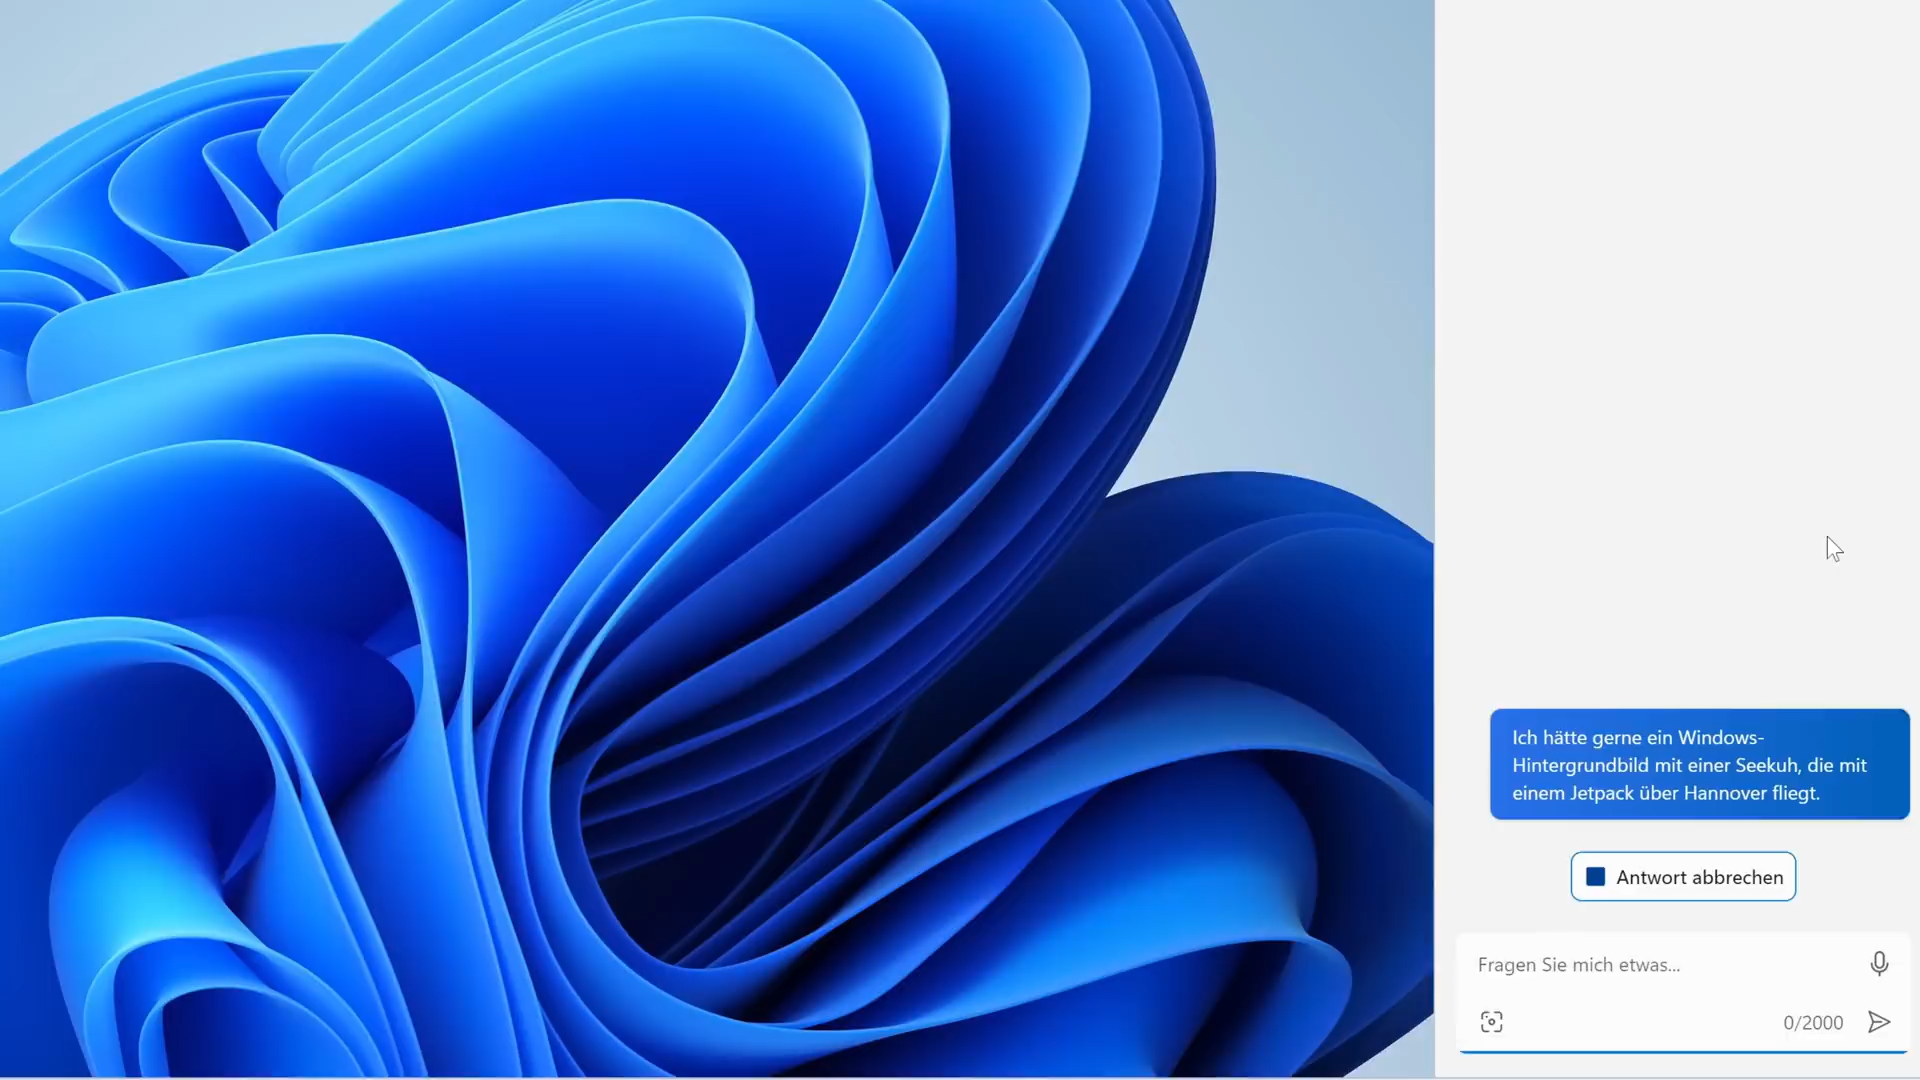 Ich hätte gerne ein Windows-
Hintergrundbild mit einer Seekuh, die mit
einem Jetpack über Hannover fliegt.
Antwort abbrechen
Fragen Sie mich etwas...
0/2000